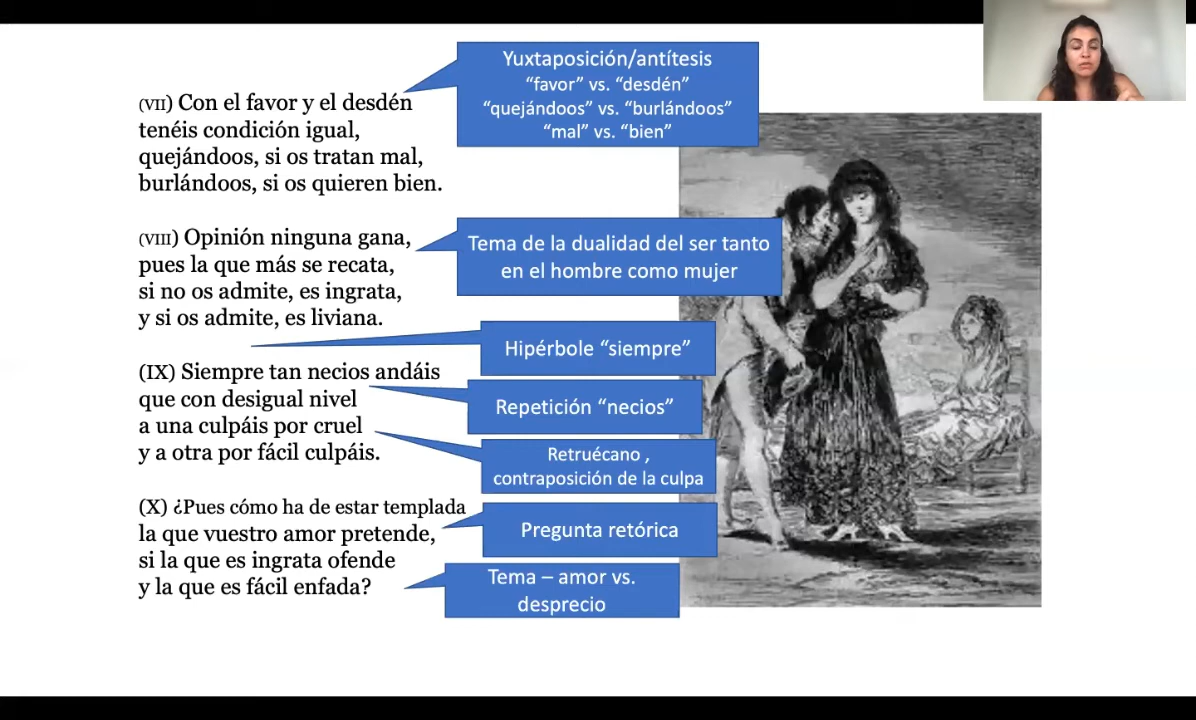 (VII) Con el favor y el desdén
tenéis condición igual,
quejándoos, si os tratan mal,
burlándoos, si os quieren bien.
(VIII) Opinión ninguna gana,
pues la que más se recata,
si no os admite, es ingrata,
y si os admite, es liviana.
(IX) Siempre tan necios andáis
que con desigual nivel
a una culpáis por cruel
y a otra por fácil culpáis.
(X) ¿Pues cómo ha de estar templada
la que vuestro amor pretende,
si la que es ingrata ofende
y la que es fácil enfada?
Yuxtaposición/antítesis
“favor” vs. “desdén”
“quejándoos” vs. “burlándoos”
“mal” vs. “bien”
Tema de la dualidad del ser tanto
en el hombre como mujer
Hipérbole “siempre”
Repetición “necios”
Retruécano ,
contraposición de la culpa
Pregunta retórica
Tema – amor vs.
desprecio